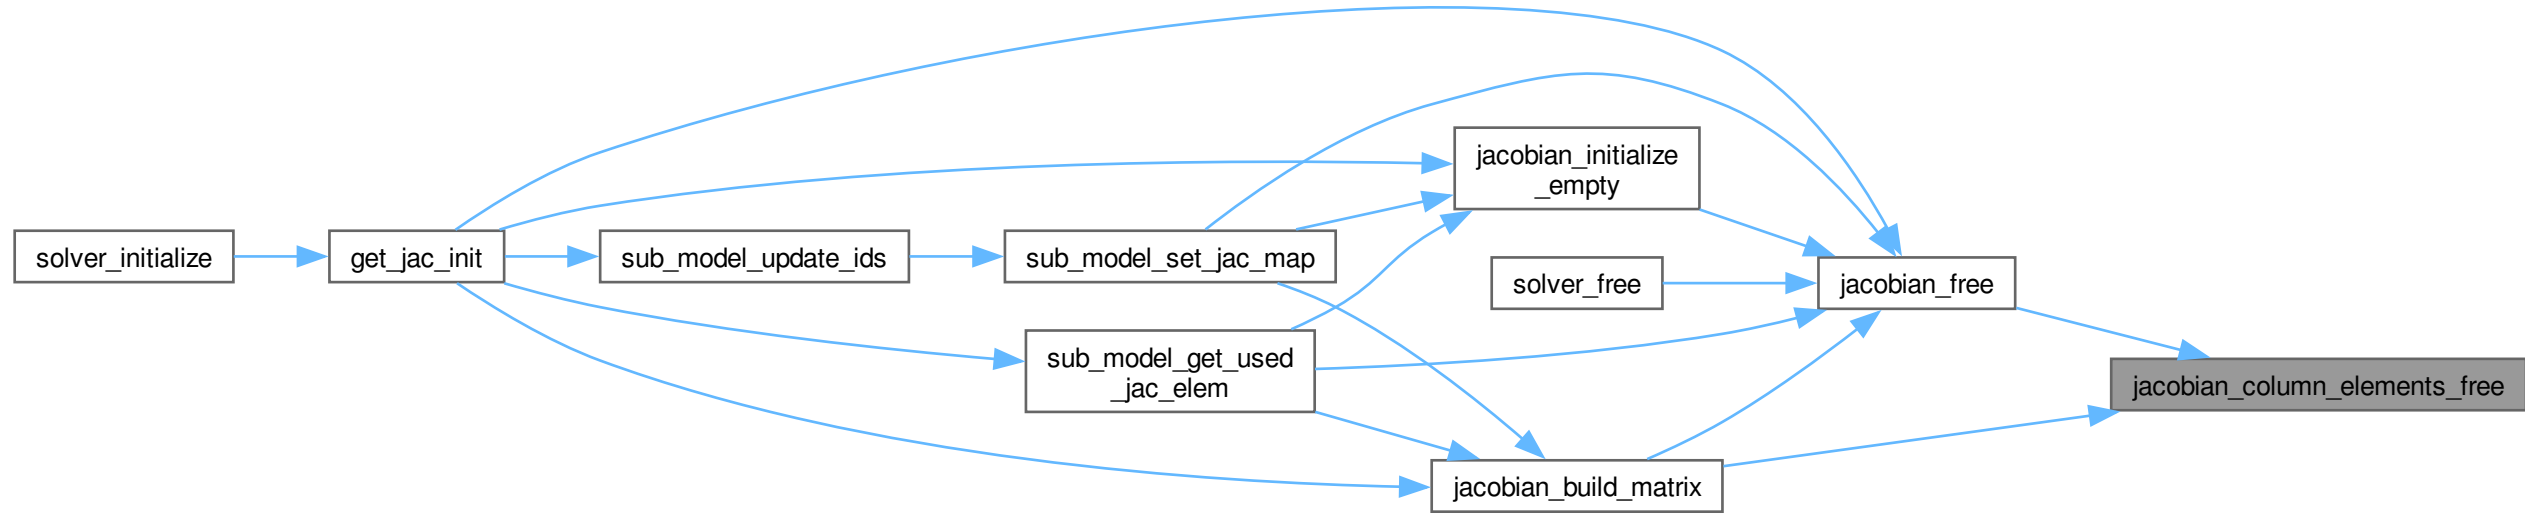 jacobian_initialize
_empty
solver_initialize
get_jac_init
sub_model_update_ids
sub_model_set_jac_map
solver_free
jacobian_free
sub_model_get_used
_jac_elem
jacobian_column_elements_free
jacobian_build_matrix